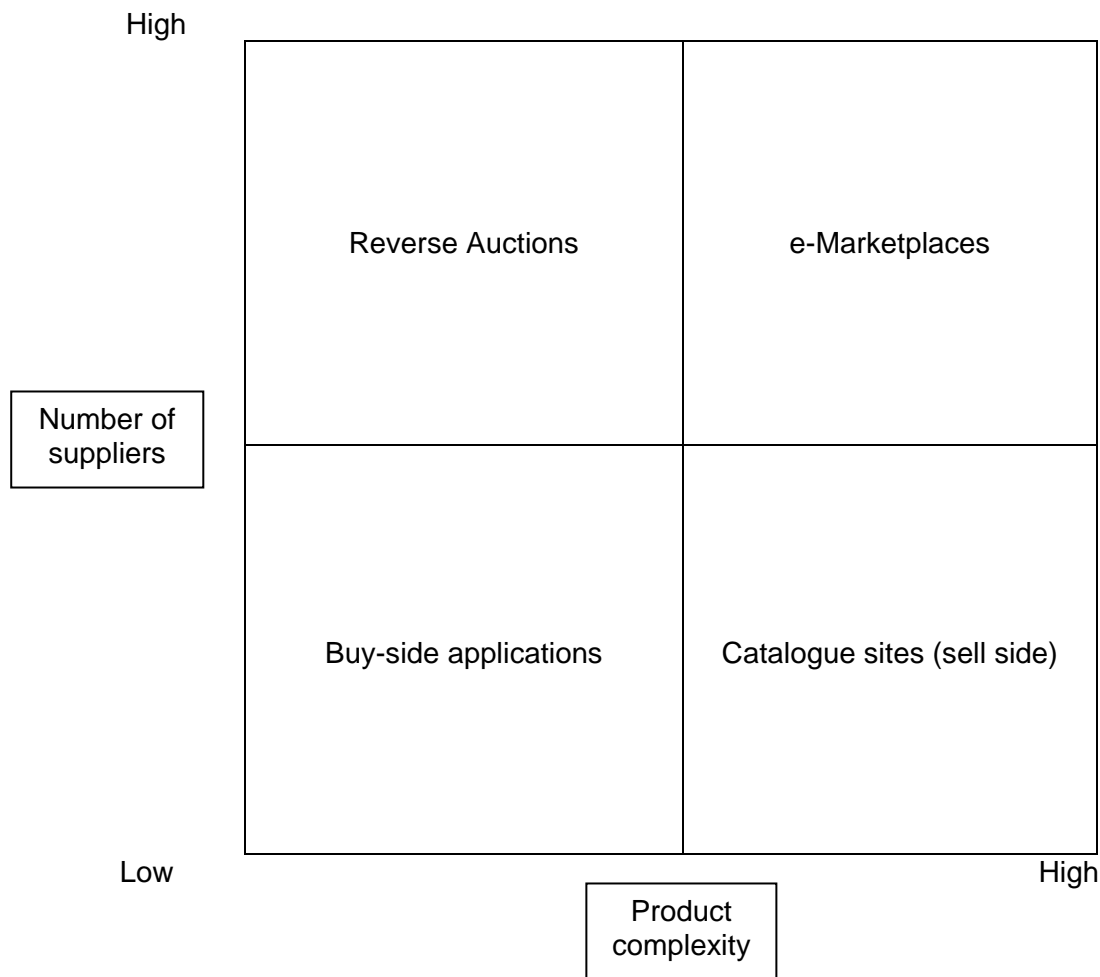 High
Reverse Auctions
e-Marketplaces
Number of
suppliers
Buy-side applications
Catalogue sites (sell side)
Low
High
Product
complexity